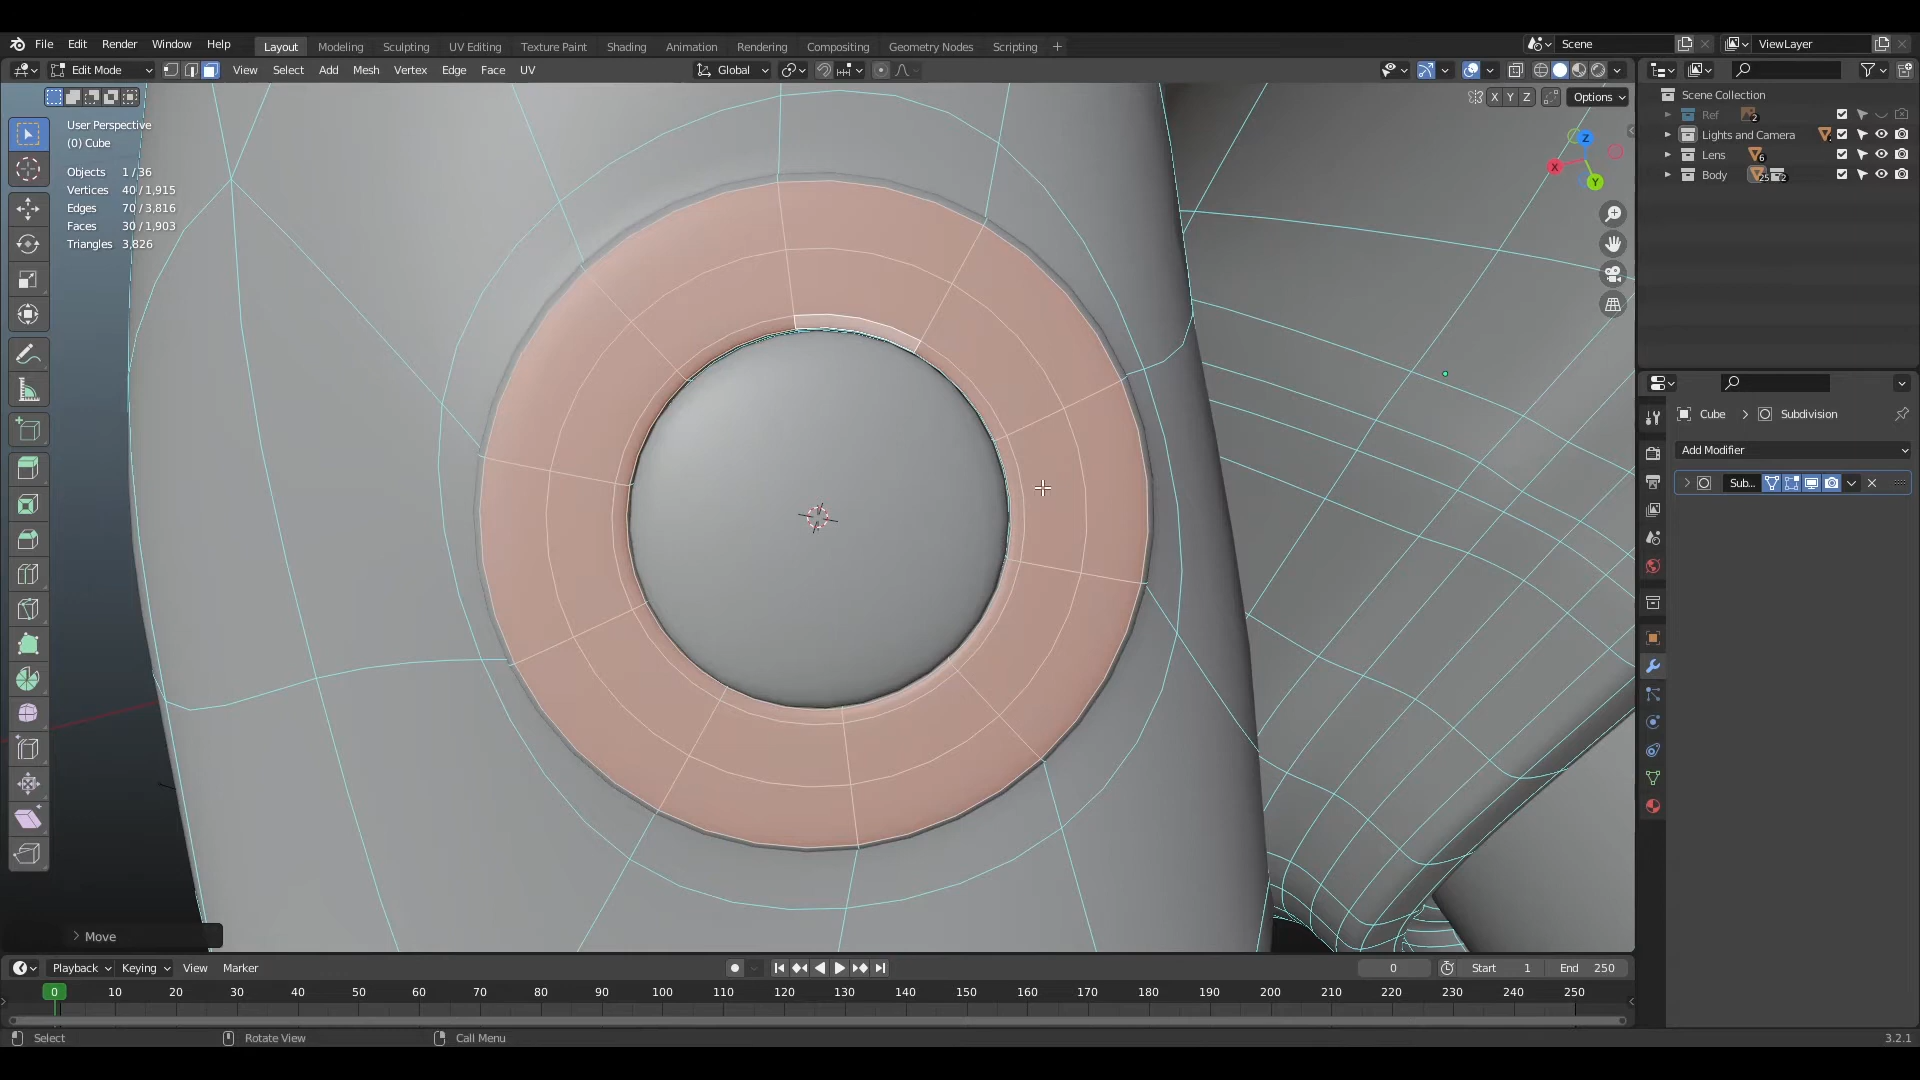 File Edit Render Window Help Layout Modeling Sculpting UV Editing Texture Paint Shading Animation Rendering Compositing Geometry Nodes Scripting + Scene ViewLayer
Edit Mode View Select Add Mesh Vertex Edge Face UV Global
X Y Z Options
User Perspective
(0) Cube
Objects 1 / 36
Vertices 40 / 1,915
Edges 70 / 3,816
Faces 30 / 1,903
Triangles 3,826
Z
X
Y
Scene Collection
Ref 2
Lights and Camera
Lens 6
Body 25 2
Cube > Subdivision
Add Modifier
Sub...
> Move
Playback Keying View Marker 0 Start 1 End 250
0 10 20 30 40 50 60 70 80 90 100 110 120 130 140 150 160 170 180 190 200 210 220 230 240 250
Select Rotate View Call Menu 3.2.1